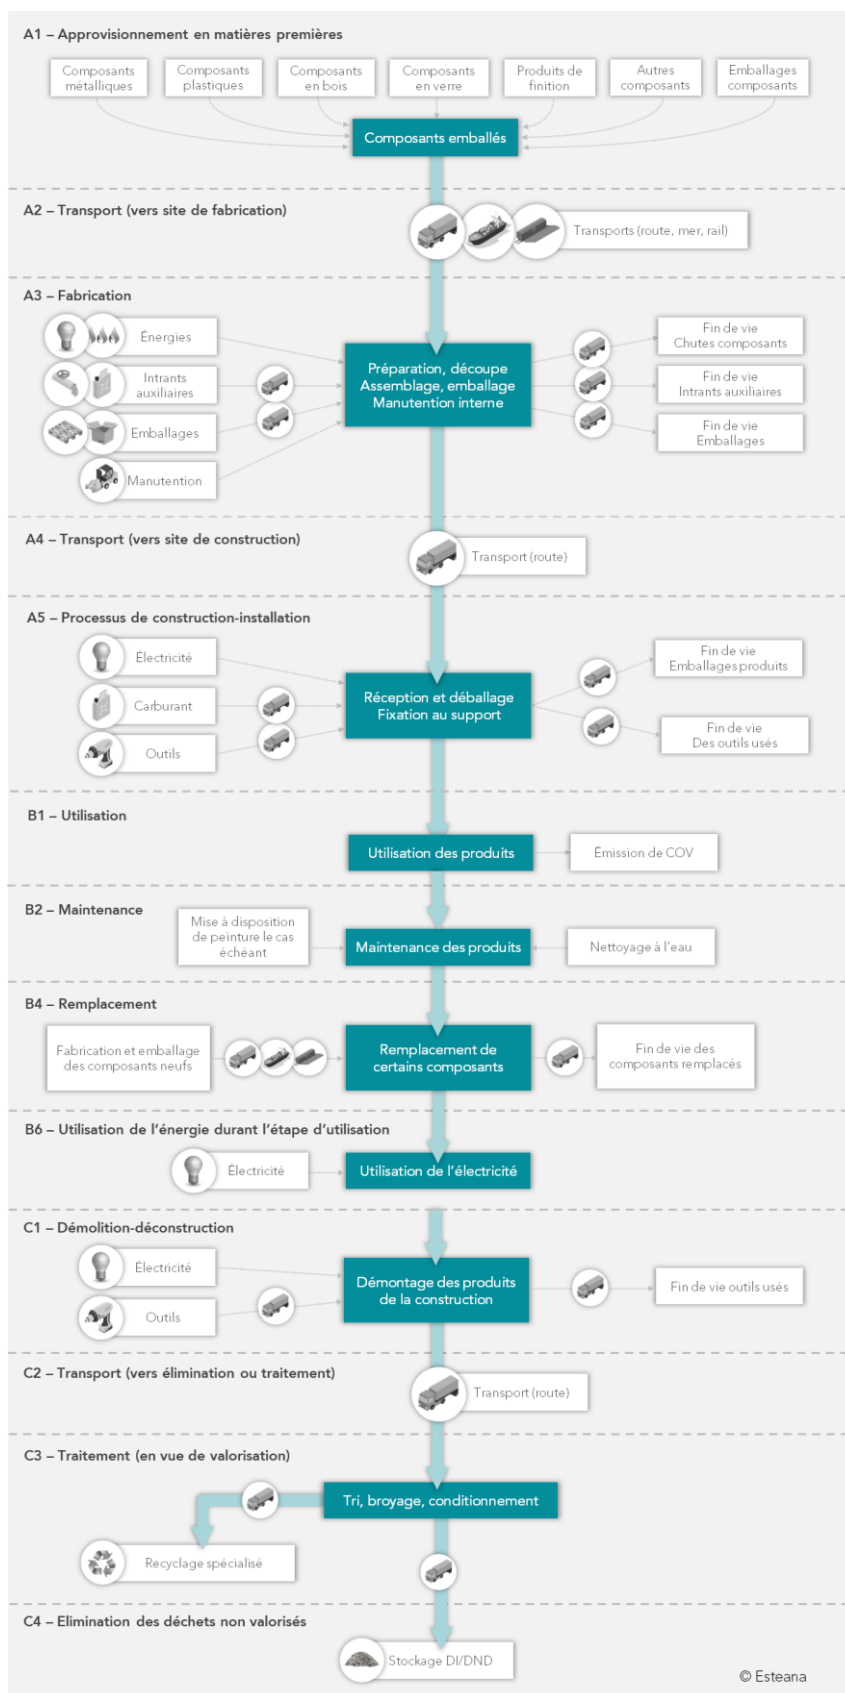 A1 – Approvisionnement en matières premières
Composants
métalliques
Composants
plastiques
Composants
en bois
Composants
en verre
Produits de
finition
Autres
composants
Emballages
composants
Composants emballés
A2 – Transport (vers site de fabrication)
Transports (route, mer, rail)
A3 – Fabrication
Énergies
Intrants
auxiliaires
Emballages
Manutention
Préparation, découpe
Assemblage, emballage
Manutention interne
Fin de vie
Chutes composants
Fin de vie
Intrants auxiliaires
Fin de vie
Emballages
A4 – Transport (vers site de construction)
Transport (route)
A5 – Processus de construction-installation
Électricité
Carburant
Outils
Réception et déballage
Fixation au support
Fin de vie
Emballages produits
Fin de vie
Des outils usés
B1 – Utilisation
Utilisation des produits
Émission de COV
B2 – Maintenance
Mise à disposition
de peinture le cas
échéant
Maintenance des produits
Nettoyage à l'eau
B4 – Remplacement
Fabrication et emballage
des composants neufs
Remplacement de
certains composants
Fin de vie des
composants remplacés
B6 – Utilisation de l'énergie durant l'étape d'utilisation
Électricité
Utilisation de l'électricité
C1 – Démolition-déconstruction
Électricité
Outils
Démontage des produits
de la construction
Fin de vie outils usés
C2 – Transport (vers élimination ou traitement)
Transport (route)
C3 – Traitement (en vue de valorisation)
Tri, broyage, conditionnement
Recyclage spécialisé
C4 – Elimination des déchets non valorisés
Stockage DI/DND
© Esteana